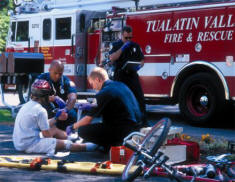 TUALATIN VALL
FIRE & RESCUE